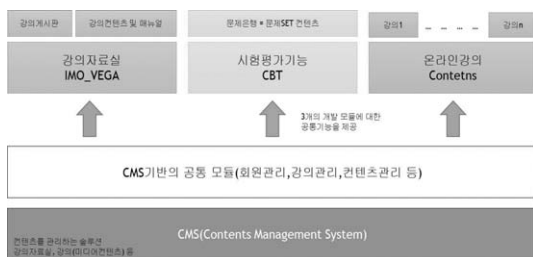 강의게시판
강의컨텐츠 및 매뉴얼
문제은행 • 문제SET 컨텐츠
강의1
강의n
강의자료실
IMO_VEGA
시험평가기능
CBT
온라인강의
Contetns
3개의 개발 모듈에 대한
공통기능을 제공
CMS기반의 공통 모듈(회원관리,강의관리,컨텐츠관리 등)
CMS(Contents Management System)
컨텐츠를 관리하는 솔루션
강의자료실, 강의(미디어컨텐츠) 등